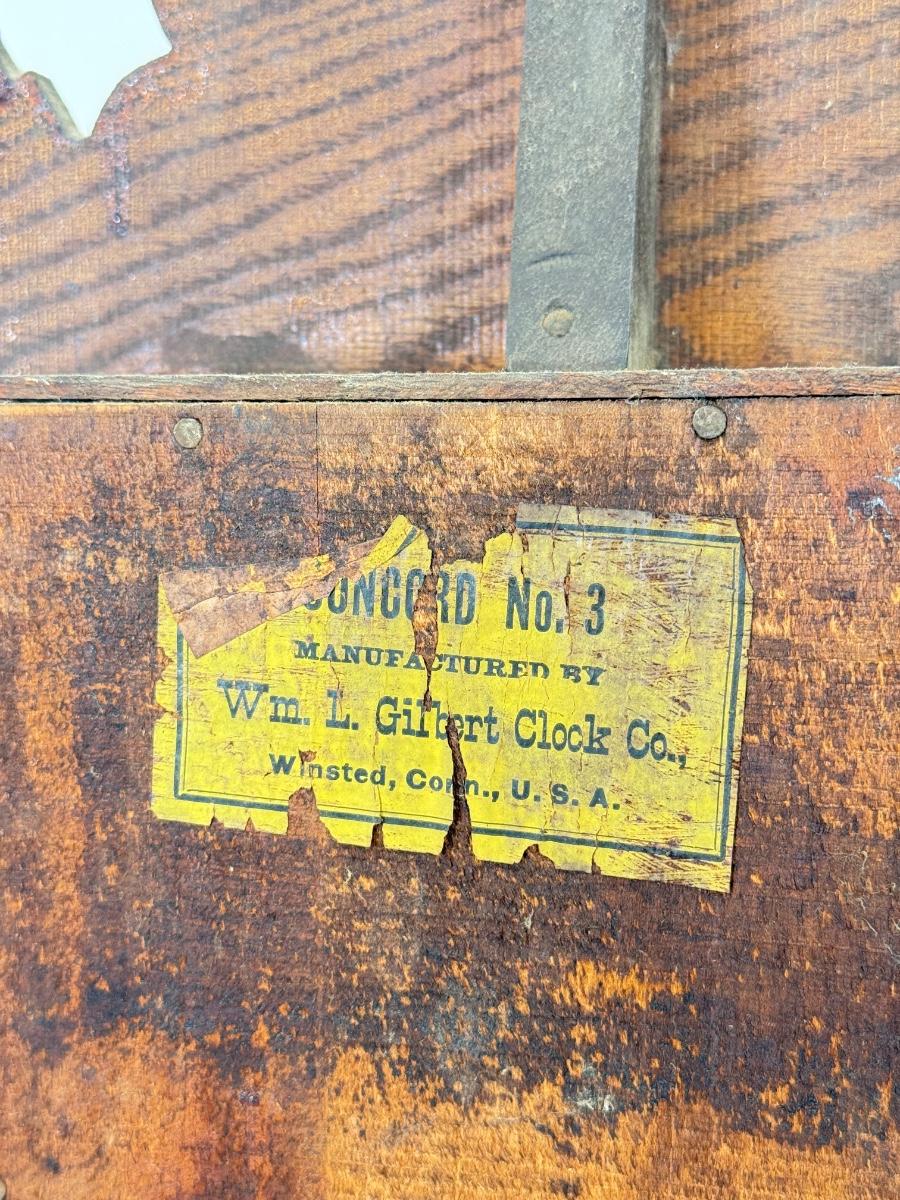 CONCORD No. 3
MANUFACTURED BY
Wm. L. Gilbert Clock Co.,
Winsted, Conn., U. S. A.